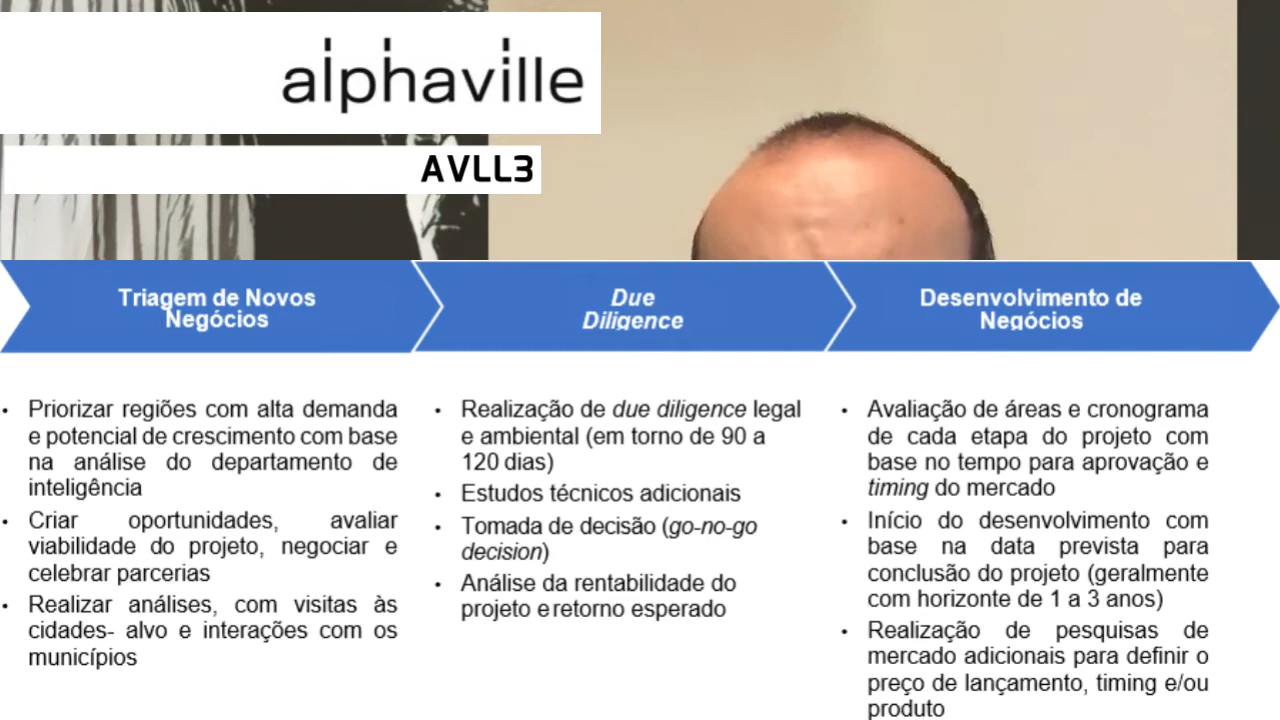 alphaville
AVLL3
Triagem de Novos
Negócios
Due
Diligence
Desenvolvimento de
Negócios
• Priorizar regiões com alta demanda
e potencial de crescimento com base
na análise do departamento de
inteligência
• Criar oportunidades, avaliar
viabilidade do projeto, negociar e
celebrar parcerias
• Realizar análises, com visitas às
cidades- alvo e interações com os
municípios
• Realização de due diligence legal
e ambiental (em torno de 90 a
120 dias)
• Estudos técnicos adicionais
• Tomada de decisão (go-no-go
decision)
• Análise da rentabilidade do
projeto e retorno esperado
• Avaliação de áreas e cronograma
de cada etapa do projeto com
base no tempo para aprovação e
timing do mercado
• Início do desenvolvimento com
base na data prevista para
conclusão do projeto (geralmente
com horizonte de 1 a 3 anos)
• Realização de pesquisas de
mercado adicionais para definir o
preço de lançamento, timing e/ou
produto